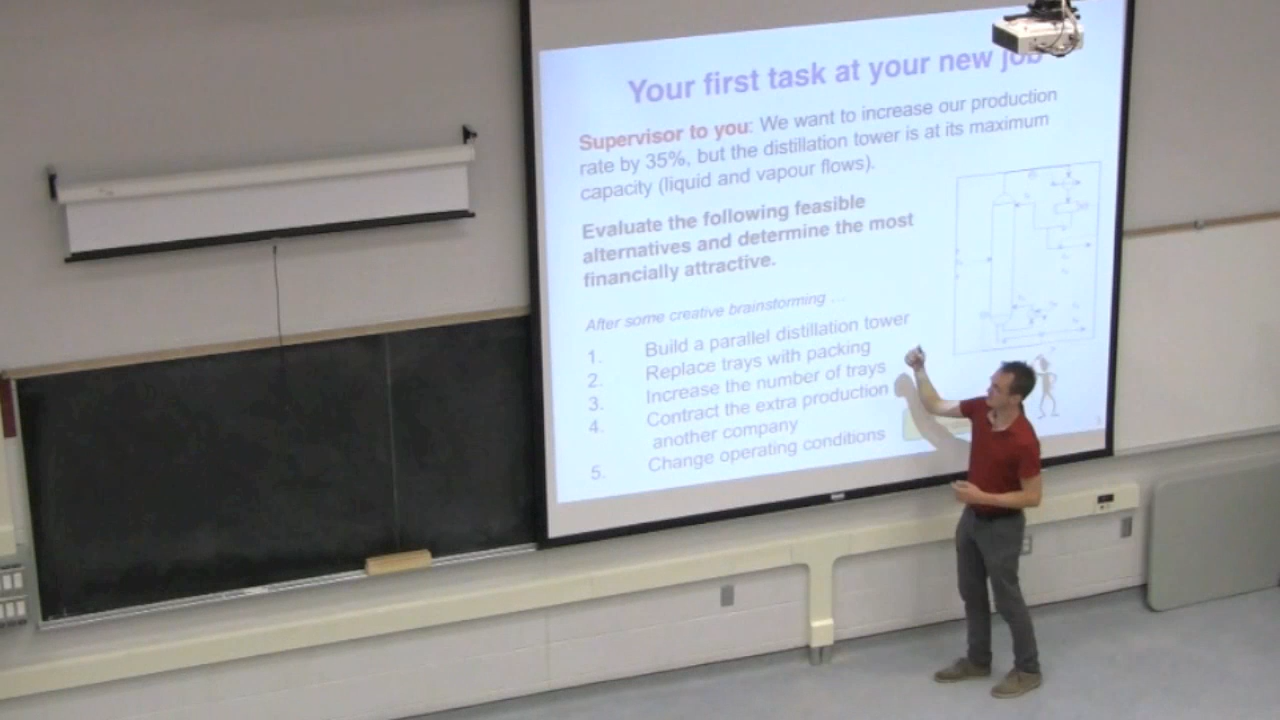 Your first task at your new job
Supervisor to you: We want to increase our production
rate by 35%, but the distillation tower is at its maximum
capacity (liquid and vapour flows).
Evaluate the following feasible
alternatives and determine the most
financially attractive.
After some creative brainstorming ...
1. Build a parallel distillation tower
2. Replace trays with packing
3. Increase the number of trays
4. Contract the extra production
another company
5. Change operating conditions